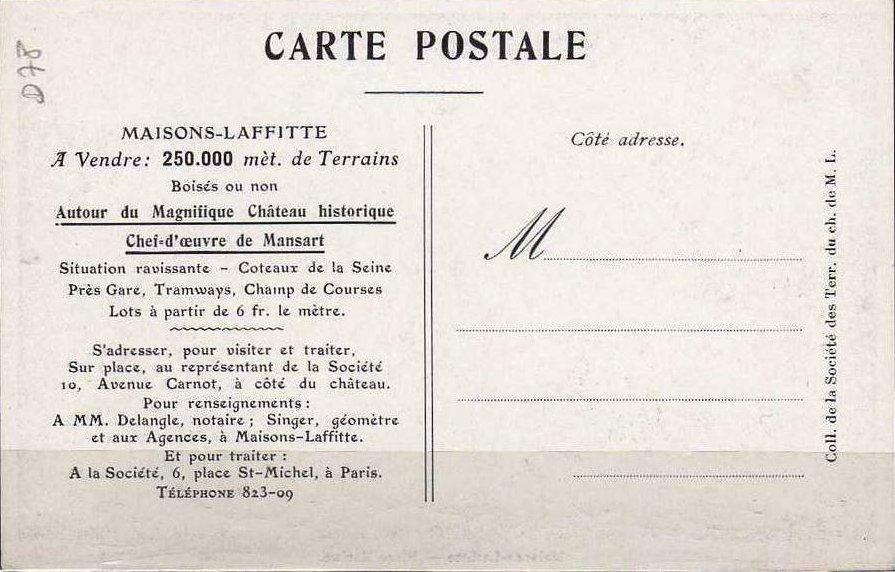 D78
CARTE POSTALE
MAISONS-LAFFITTE
A Vendre: 250.000 mèt. de Terrains
Boisés ou non
Autour du Magnifique Château historique
Chef-d'œuvre de Mansart
Situation ravissante - Coteaux de la Seine
Près Gare, Tramways, Champ de Courses
Lots à partir de 6 fr. le mètre.
S'adresser, pour visiter et traiter,
Sur place, au représentant de la Société
10, Avenue Carnot, à côté du château.
Pour renseignements :
A MM. Delangle, notaire ; Singer, géomètre
et aux Agences, à Maisons-Laffitte.
Et pour traiter :
A la Société, 6, place St-Michel, à Paris.
TÉLÉPHONE 823-09
Côté adresse.
M
Coll. de la Société des Terr. du ch. de M. L.